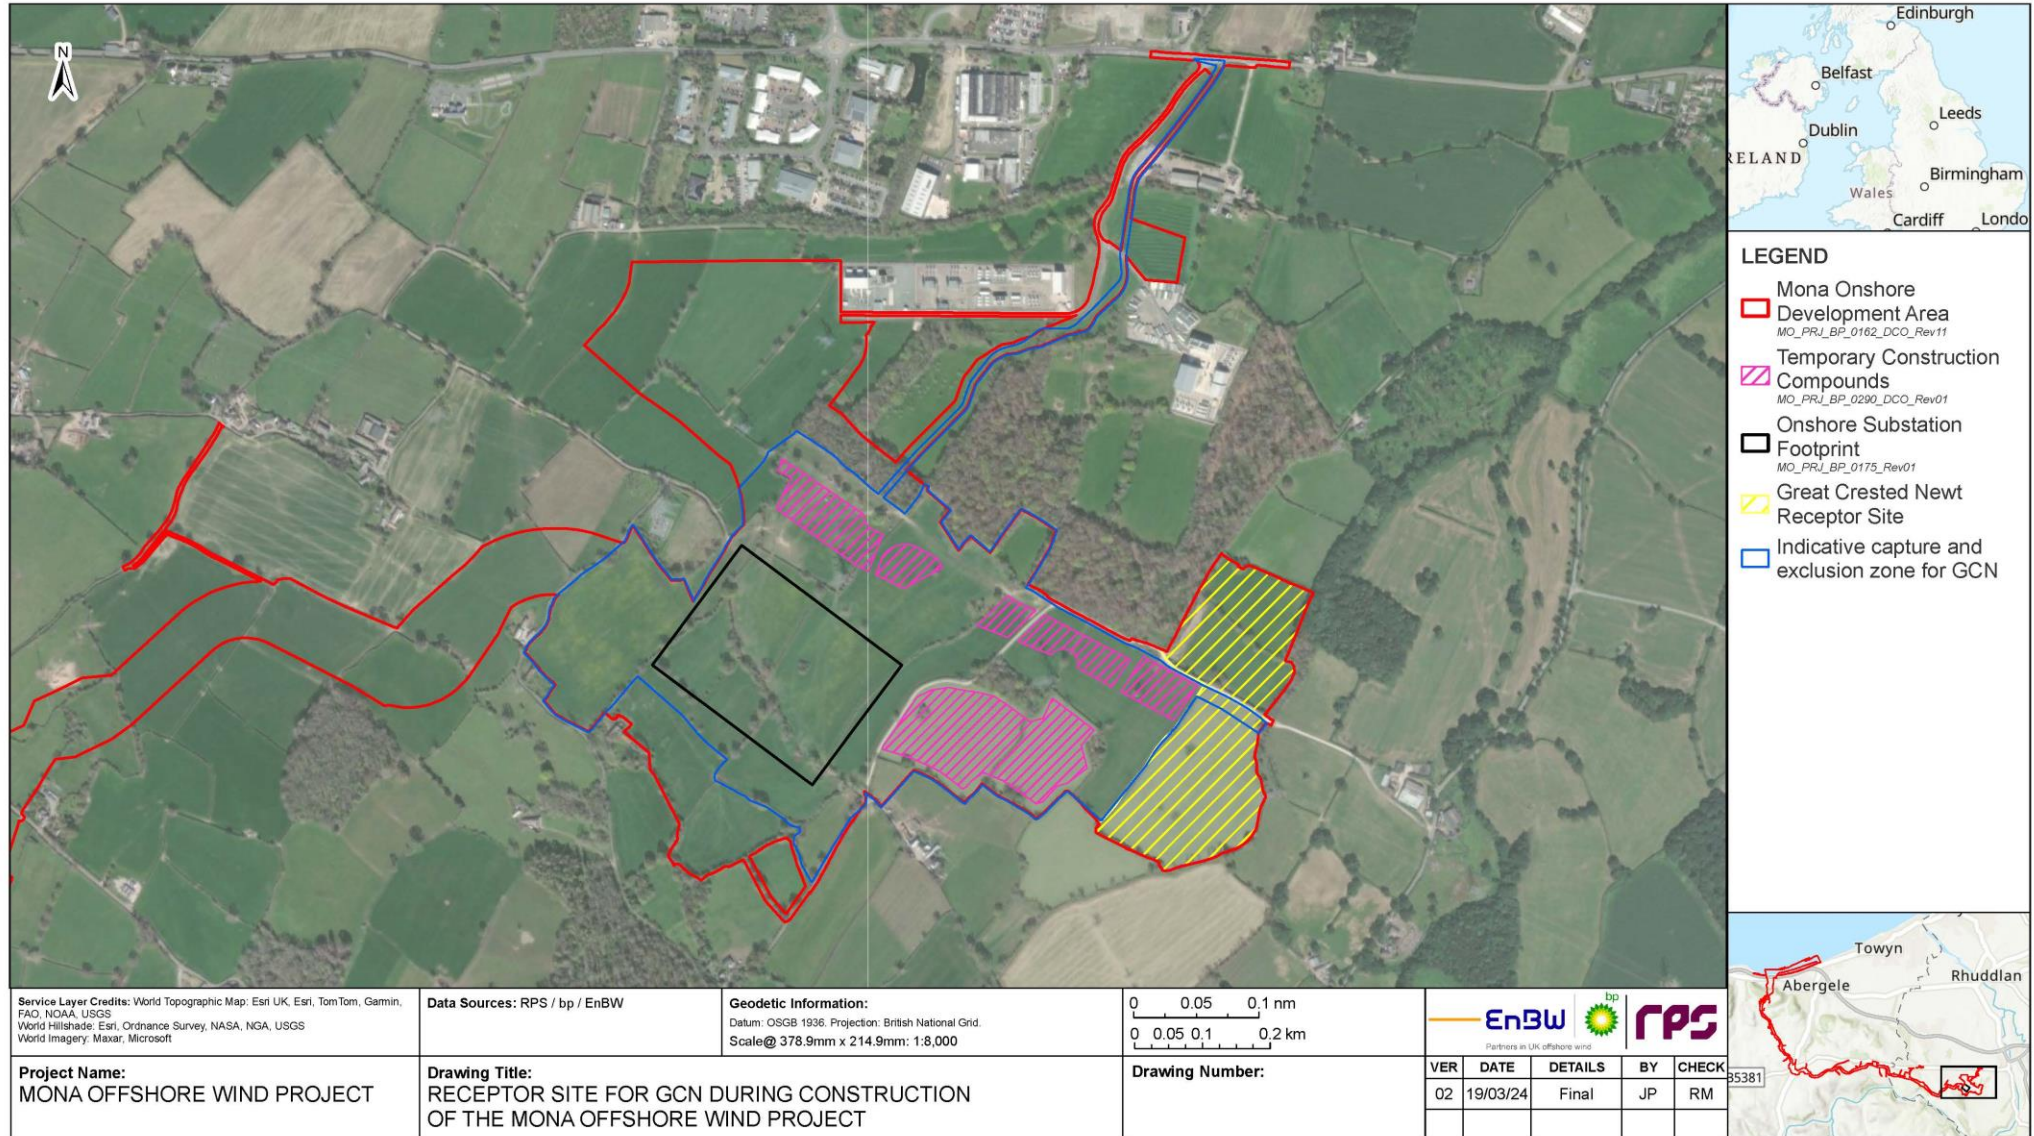 N
Edinburgh
Belfast
Leeds
Dublin
RELAND
Birmingham
Wales
Cardiff
Londo
LEGEND
Mona Onshore
Development Area
MO_PRJ_BP_0162_DCO_Rev11
Temporary Construction
Compounds
MO_PRJ_BP_0290_DCO_Rev01
Onshore Substation
Footprint
MO_PRJ_BP_0175_Rev01
Great Crested Newt
Receptor Site
Indicative capture and
exclusion zone for GCN
Towyn
Abergele
Rhuddlan
35381
Service Layer Credits: World Topographic Map: Esri UK, Esri, TomTom, Garmin,
FAO, NOAA, USGS
World Hillshade: Esri, Ordnance Survey, NASA, NGA, USGS
World Imagery: Maxar, Microsoft
Data Sources: RPS / bp / EnBW
Geodetic Information:
Datum: OSGB 1936. Projection: British National Grid.
Scale@ 378.9mm x 214.9mm: 1:8,000
0 0.05 0.1 nm
0 0.05 0.1 0.2 km
EnBW bp rps
Partners in UK offshore wind
Project Name:
MONA OFFSHORE WIND PROJECT
Drawing Title:
RECEPTOR SITE FOR GCN DURING CONSTRUCTION
OF THE MONA OFFSHORE WIND PROJECT
Drawing Number:
VER DATE DETAILS BY CHECK
02 19/03/24 Final JP RM